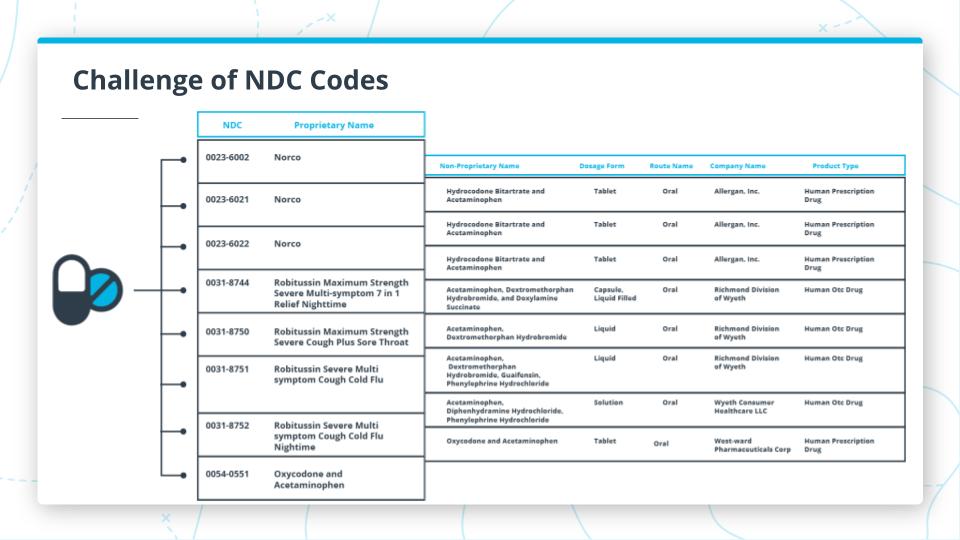 Challenge of NDC Codes
NDC Proprietary Name
0023-6002 Norco
0023-6021 Norco
0023-6022 Norco
0031-8744 Robitussin Maximum Strength
Severe Multi-symptom 7 in 1
Relief Nighttime
0031-8750 Robitussin Maximum Strength
Severe Cough Plus Sore Throat
0031-8751 Robitussin Severe Multi
symptom Cough Cold Flu
0031-8752 Robitussin Severe Multi
symptom Cough Cold Flu
Nightime
0054-0551 Oxycodone and
Acetaminophen
Non-Proprietary Name Dosage Form Route Name Company Name Product Type
Hydrocodone Bitartrate and Tablet Oral Allergan, Inc. Human Prescription
Acetaminophen Drug
Hydrocodone Bitartrate and Tablet Oral Allergan, Inc. Human Prescription
Acetaminophen Drug
Hydrocodone Bitartrate and Tablet Oral Allergan, Inc. Human Prescription
Acetaminophen Drug
Acetaminophen, Dextromethorphan Capsule, Oral Richmond Division Human Otc Drug
Hydrobromide, and Doxylamine Liquid Filled of Wyeth
Succinate
Acetaminophen, Liquid Oral Richmond Division Human Otc Drug
Dextromethorphan Hydrobromide of Wyeth
Acetaminophen, Liquid Oral Richmond Division Human Otc Drug
Dextromethorphan of Wyeth
Hydrobromide, Guaifensin,
Phenylephrine Hydrochloride
Acetaminophen, Solution Oral Wyeth Consumer Human Otc Drug
Diphenhydramine Hydrochloride, Healthcare LLC
Phenylephrine Hydrochloride
Oxycodone and Acetaminophen Tablet Oral West-ward Human Prescription
Pharmaceuticals Corp Drug